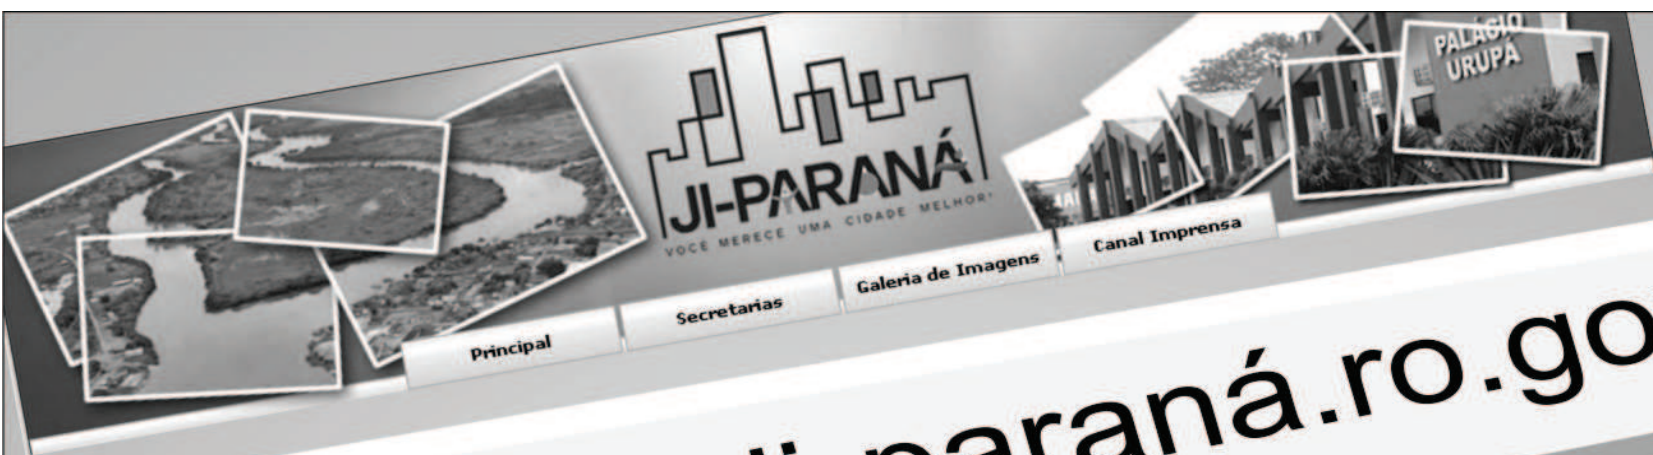 PALÁCIO
URUPÁ
JI-PARANÁ
VOCÊ MERECE UMA CIDADE MELHOR
Principal
Secretarias
Galeria de Imagens
Canal Imprensa
ji-paraná.ro.go